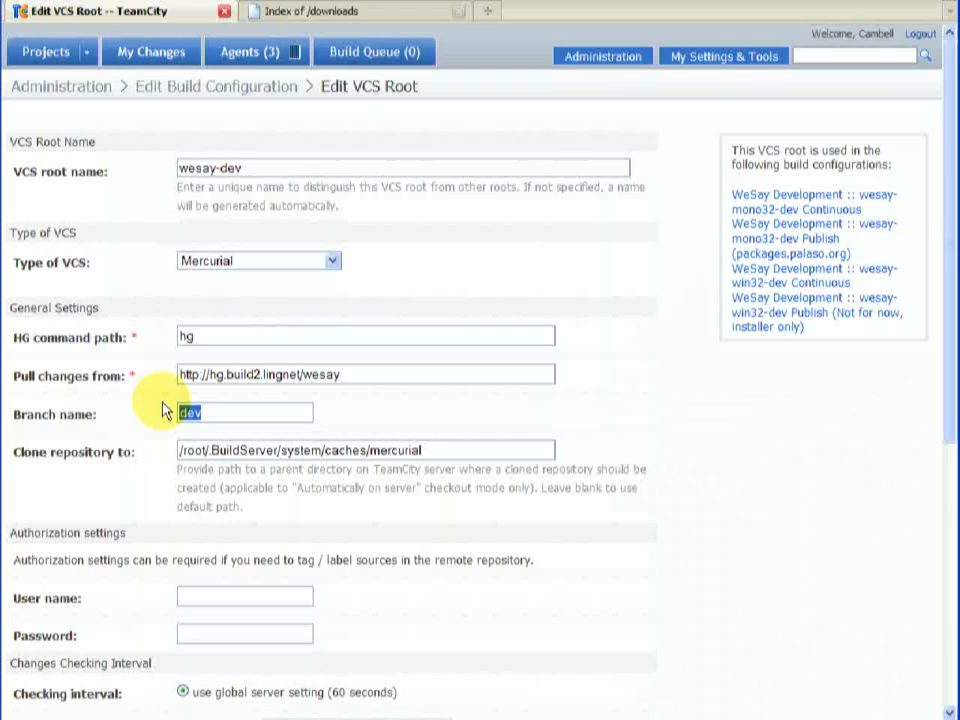 Edit VCS Root -- TeamCity
Index of /downloads
Welcome, Cambell Logout
Projects
My Changes
Agents (3)
Build Queue (0)
Administration
My Settings & Tools
Administration > Edit Build Configuration > Edit VCS Root
VCS Root Name
VCS root name:
wesay-dev
Enter a unique name to distinguish this VCS root from other roots. If not specified, a name
will be generated automatically.
Type of VCS
Type of VCS:
Mercurial
General Settings
HG command path: *
hg
Pull changes from: *
http://hg.build2.lingnet/wesay
Branch name:
dev
Clone repository to:
/root/.BuildServer/system/caches/mercurial
Provide path to a parent directory on TeamCity server where a cloned repository should be
created (applicable to "Automatically on server" checkout mode only). Leave blank to use
default path.
Authorization settings
Authorization settings can be required if you need to tag / label sources in the remote repository.
User name:
Password:
Changes Checking Interval
Checking interval:
use global server setting (60 seconds)
This VCS root is used in the
following build configurations:
WeSay Development :: wesay-
mono32-dev Continuous
WeSay Development :: wesay-
mono32-dev Publish
(packages.palaso.org)
WeSay Development :: wesay-
win32-dev Continuous
WeSay Development :: wesay-
win32-dev Publish (Not for now,
installer only)